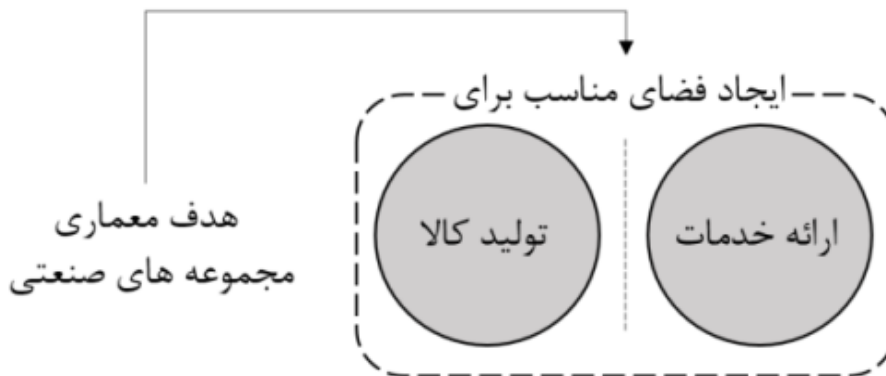 ایجاد فضای مناسب برای
ارائه خدمات
تولید کالا
هدف معماری
مجموعه های صنعتی